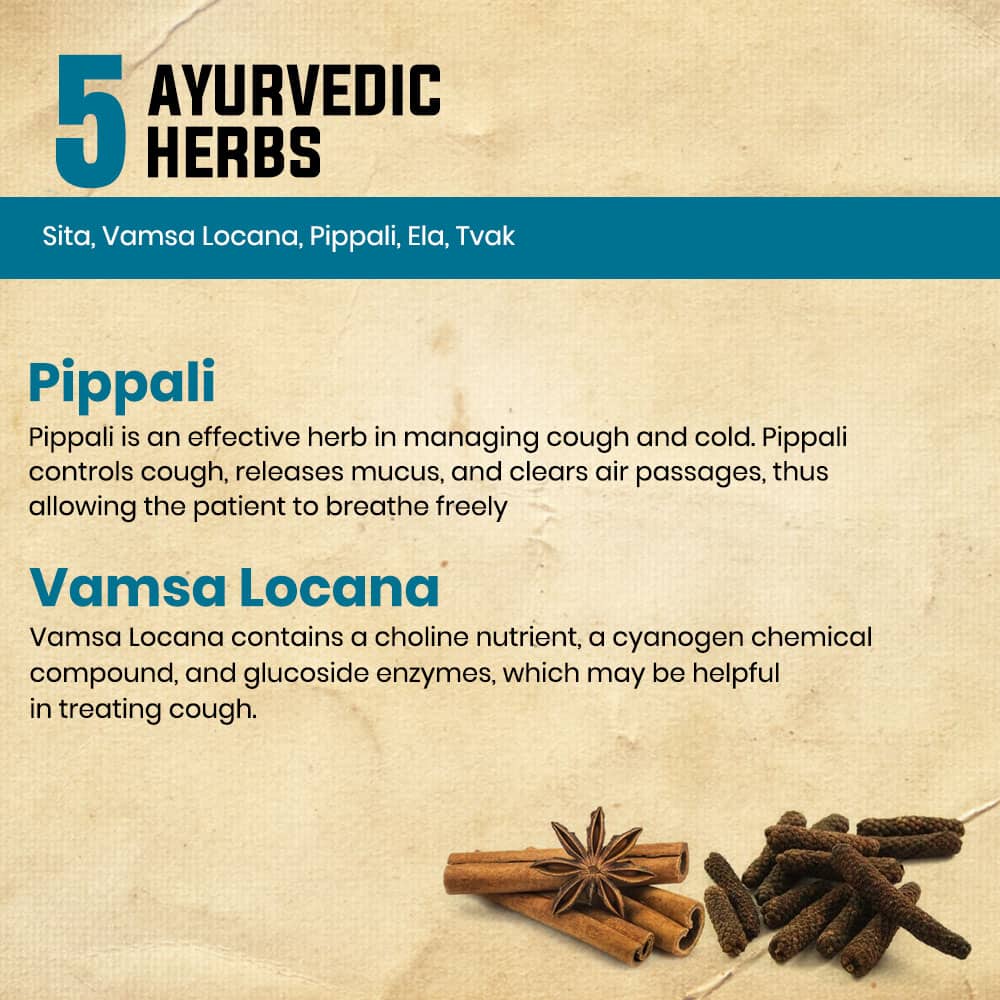 5 AYURVEDIC
HERBS
Sita, Vamsa Locana, Pippali, Ela, Tvak
Pippali
Pippali is an effective herb in managing cough and cold. Pippali
controls cough, releases mucus, and clears air passages, thus
allowing the patient to breathe freely
Vamsa Locana
Vamsa Locana contains a choline nutrient, a cyanogen chemical
compound, and glucoside enzymes, which may be helpful
in treating cough.